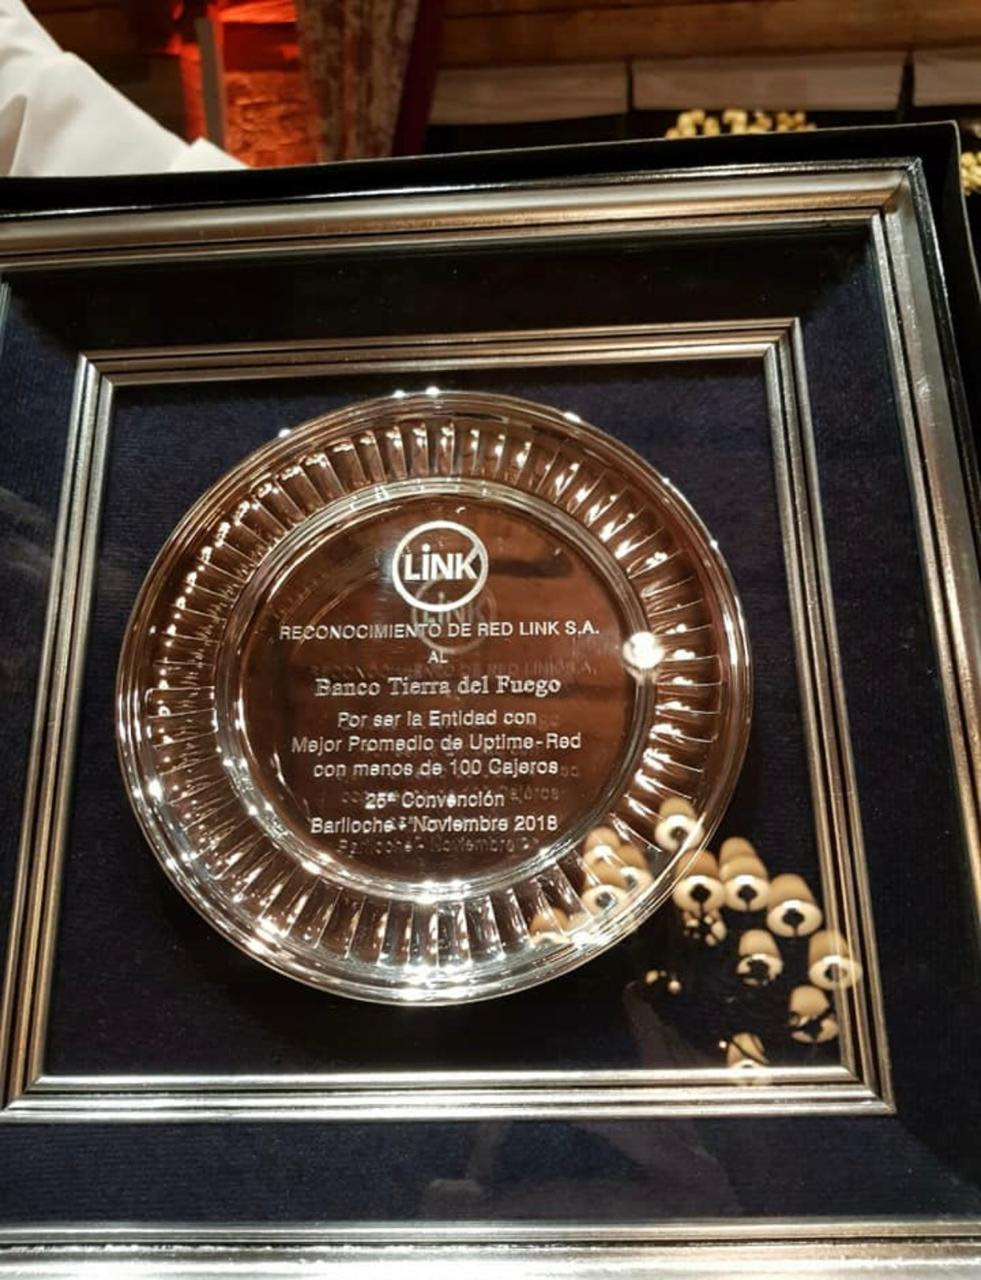 LiNK
RECONOCIMIENTO DE RED LINK S.A.
AL
Banco Tierra del Fuego
Por ser la Entidad con
Mejor Promedio de Uptime-Red
con menos de 100 Cajeros
25ª Convención
Bariloche - Noviembre 2018